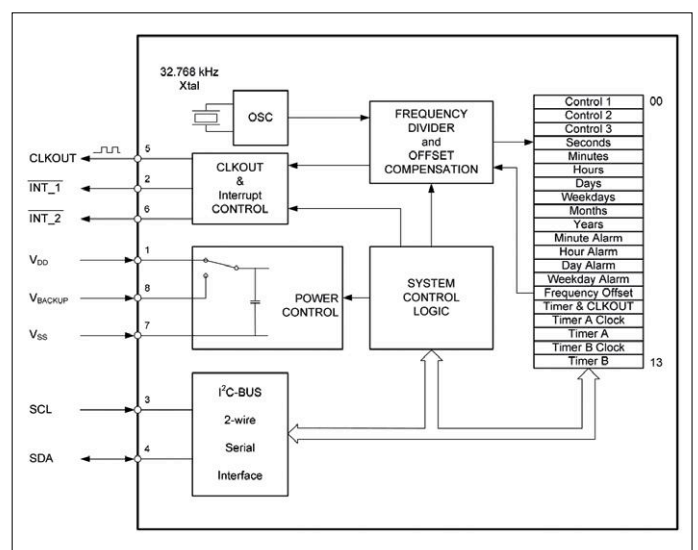 32.768 kHz
Xtal
OSC
FREQUENCY
DIVIDER
and
OFFSET
COMPENSATION
CLKOUT
5
INT_1
2
INT_2
6
CLKOUT
&
Interrupt
CONTROL
VDD
1
VBACKUP
8
VSS
7
POWER
CONTROL
SYSTEM
CONTROL
LOGIC
SCL
3
SDA
4
I²C-BUS
2-wire
Serial
Interface
Control 1
00
Control 2
Control 3
Seconds
Minutes
Hours
Days
Weekdays
Months
Years
Minute Alarm
Hour Alarm
Day Alarm
Weekday Alarm
Frequency Offset
Timer & CLKOUT
Timer A Clock
Timer A
Timer B Clock
Timer B
13